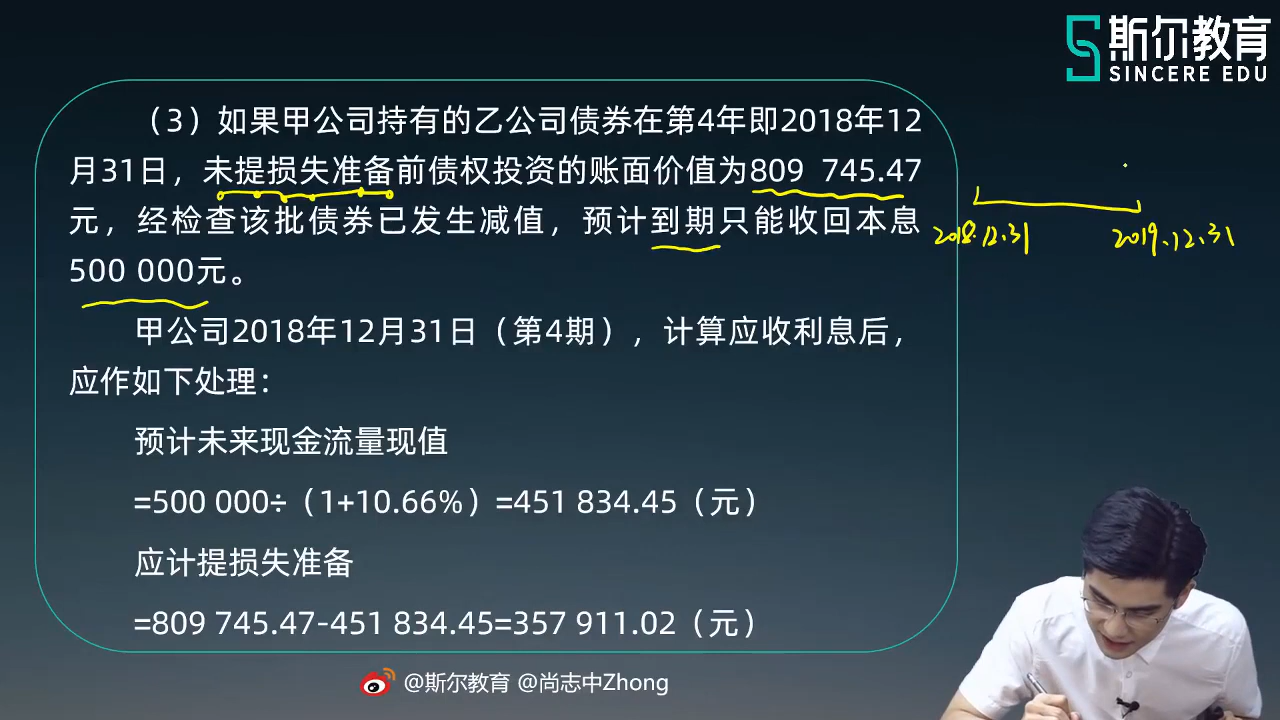 斯尔教育
SINCERE EDU
（3）如果甲公司持有的乙公司债券在第4年即2018年12
月31日，未提损失准备前债权投资的账面价值为809 745.47
元，经检查该批债券已发生减值，预计到期只能收回本息
500 000元。
2018.12.31
2019.12.31
甲公司2018年12月31日（第4期），计算应收利息后，
应作如下处理：
预计未来现金流量现值
=500 000÷（1+10.66%）=451 834.45（元）
应计提损失准备
=809 745.47-451 834.45=357 911.02（元）
@斯尔教育 @尚志中Zhong